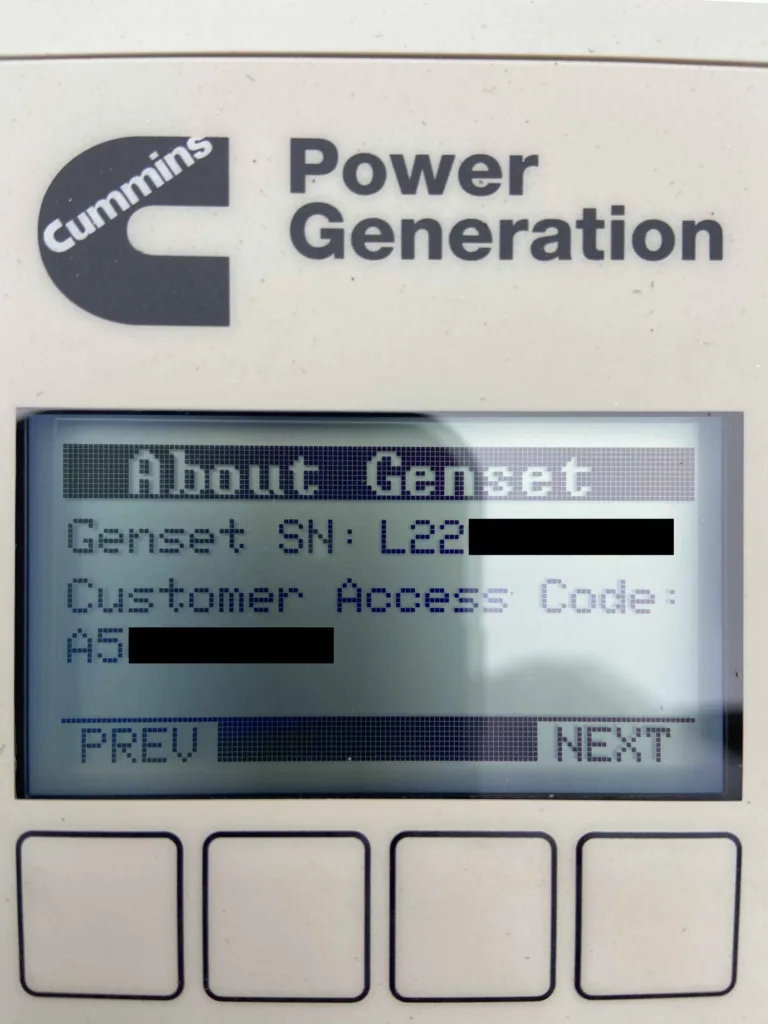 Cummins
Power
Generation
About Genset
Genset SN: L22
Customer Access Code:
A5
PREV NEXT